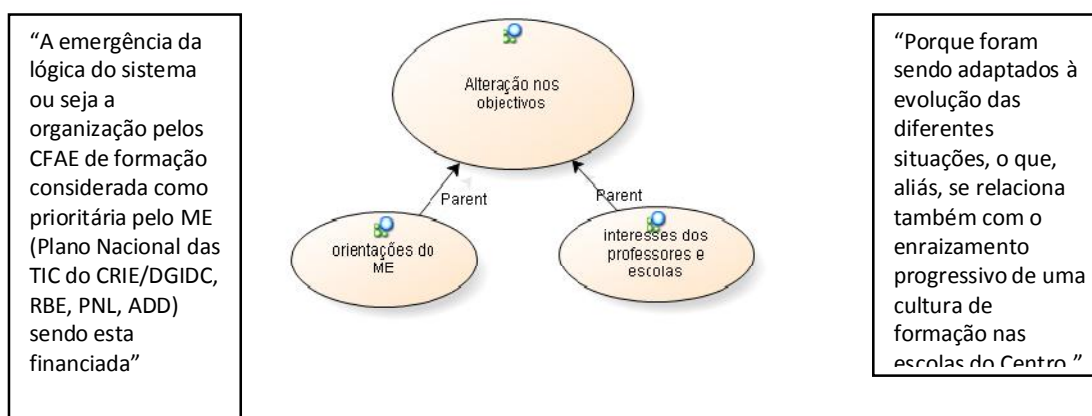 “A emergência da
lógica do sistema
ou seja a
organização pelos
CFAE de formação
considerada como
prioritária pelo ME
(Plano Nacional das
TIC do CRIE/DGIDC,
RBE, PNL, ADD)
sendo esta
financiada”
Alteração nos
objectivos
Parent
Parent
orientações do
ME
interesses dos
professores e
escolas
“Porque foram
sendo adaptados à
evolução das
diferentes
situações, o que,
aliás, se relaciona
também com o
enraizamento
progressivo de uma
cultura de
formação nas
escolas do Centro.”